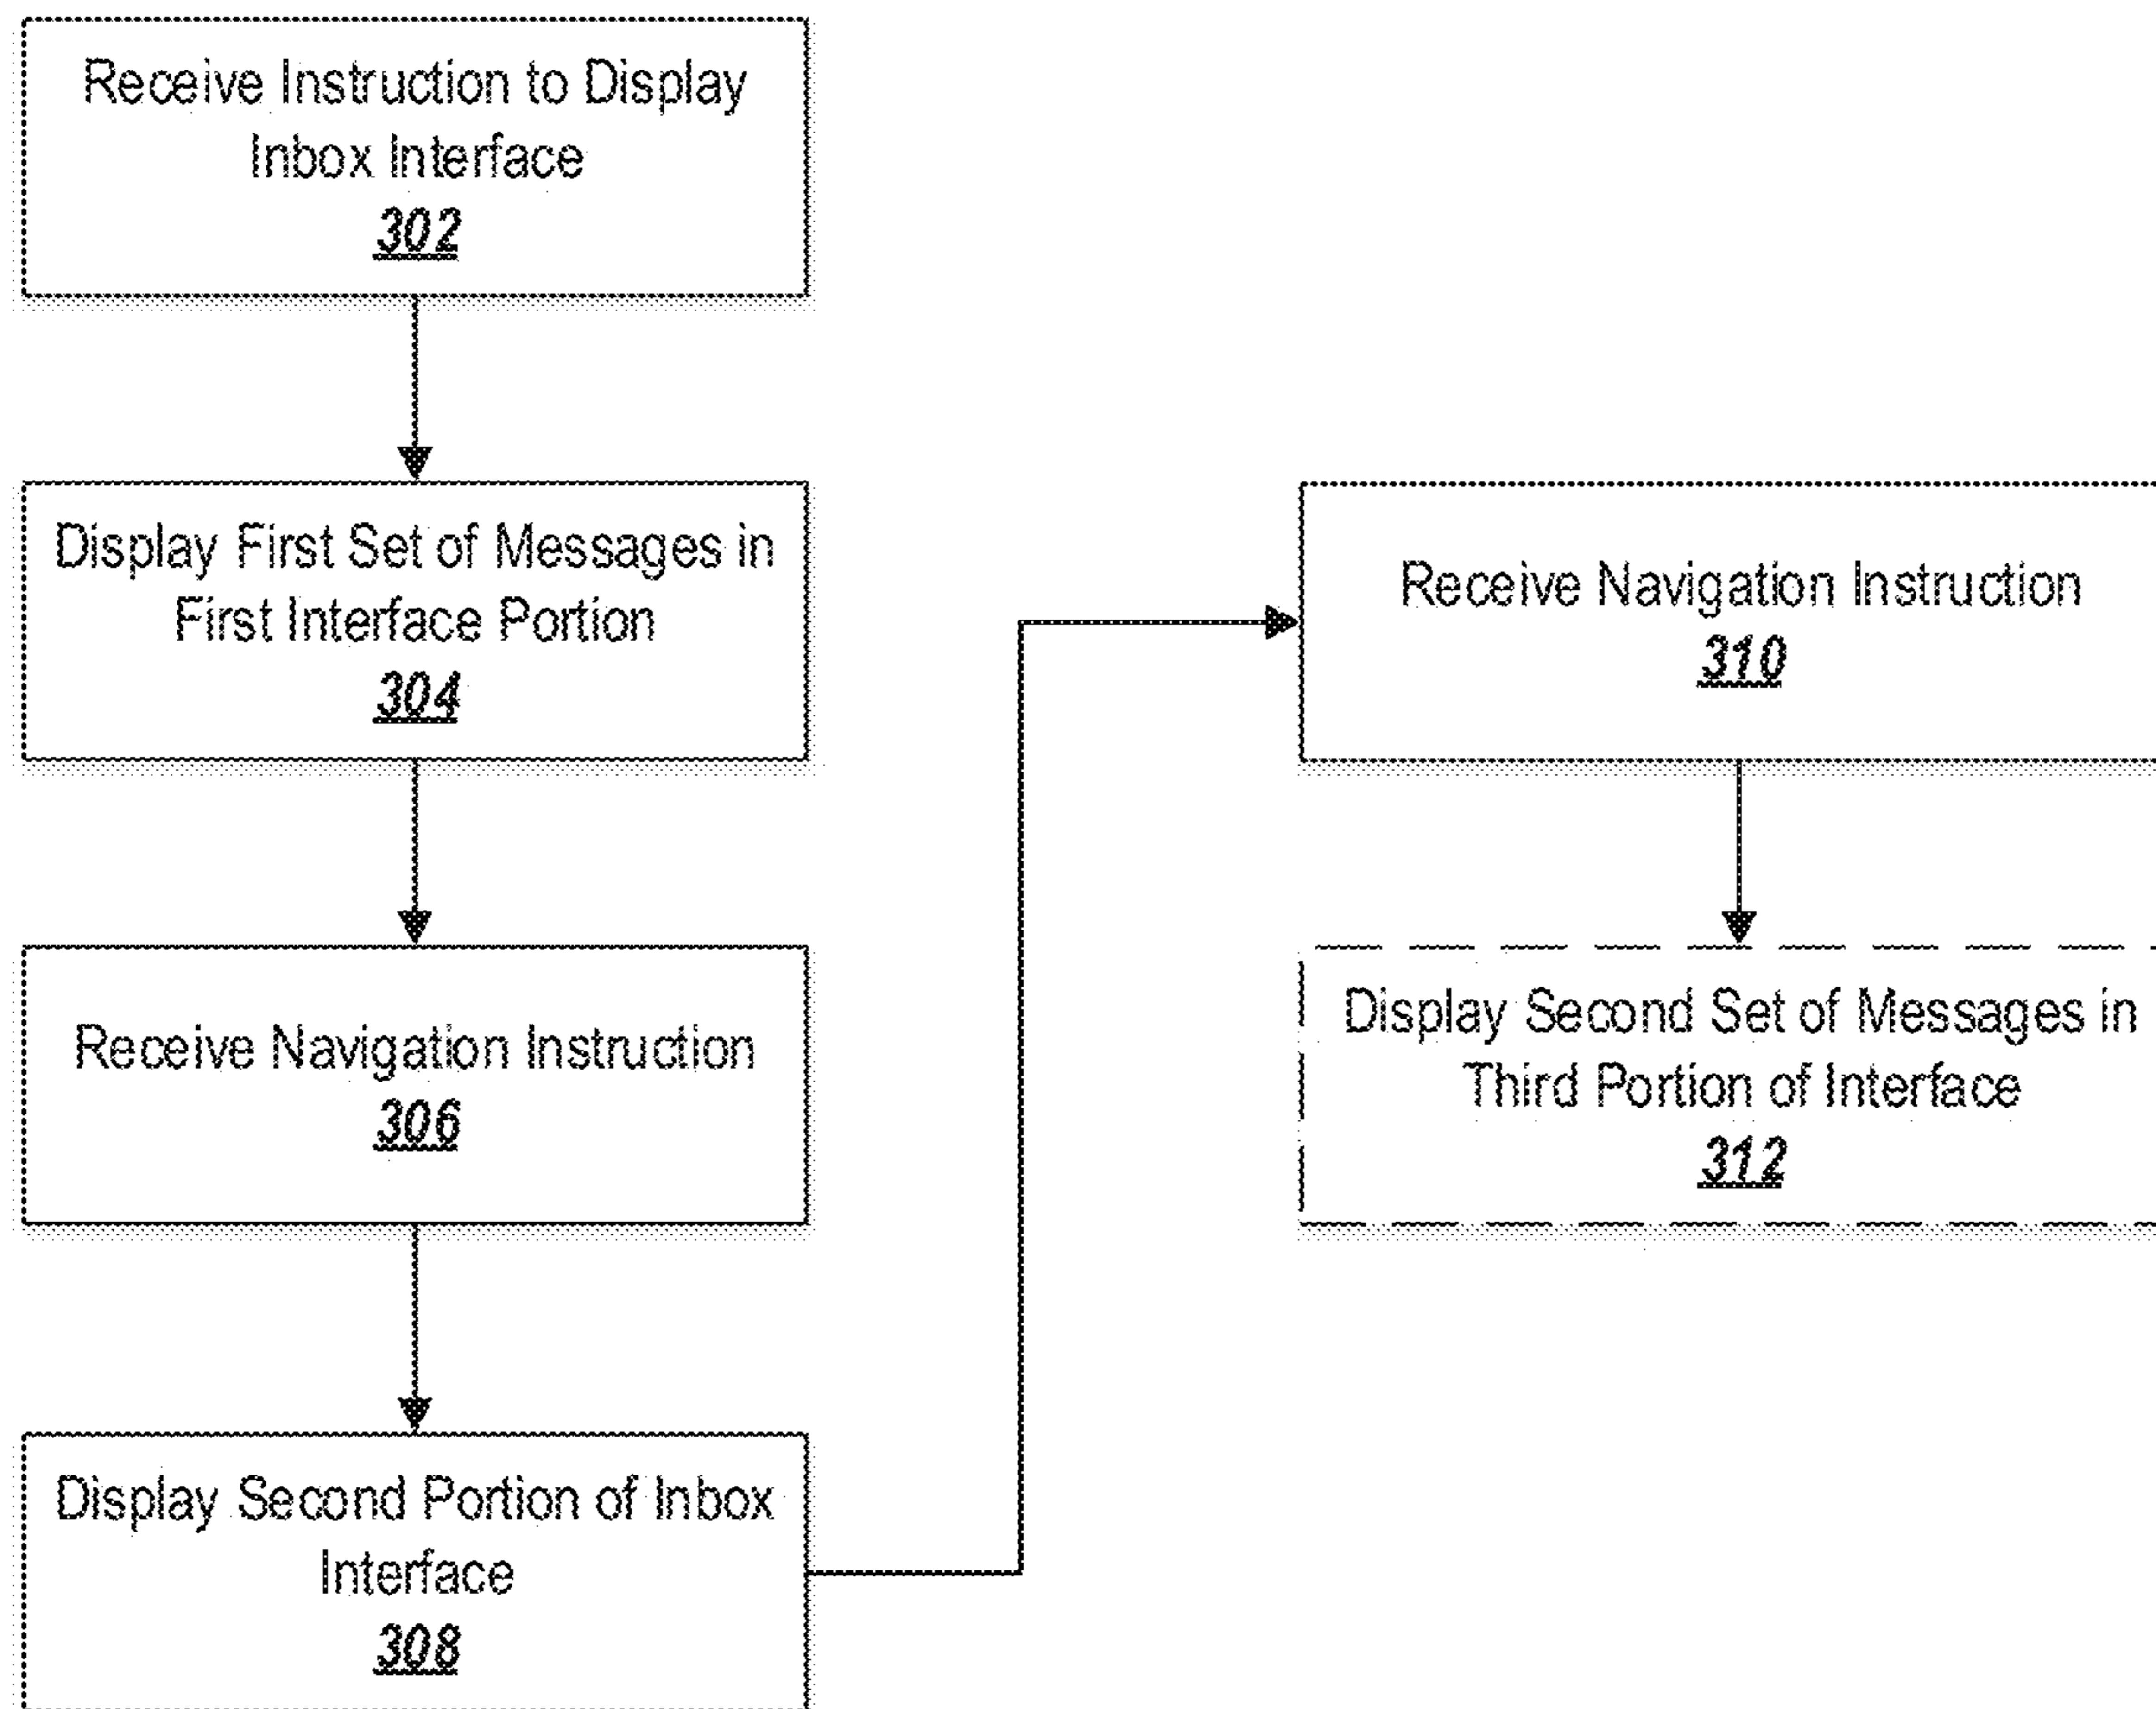 Receive Instruction to Display
Inbox Interface
302
Display First Set of Messages in
First Interface Portion
304
Receive Navigation Instruction
306
Display Second Portion of Inbox
Interface
308
Receive Navigation Instruction
310
Display Second Set of Messages in
Third Portion of Interface
312